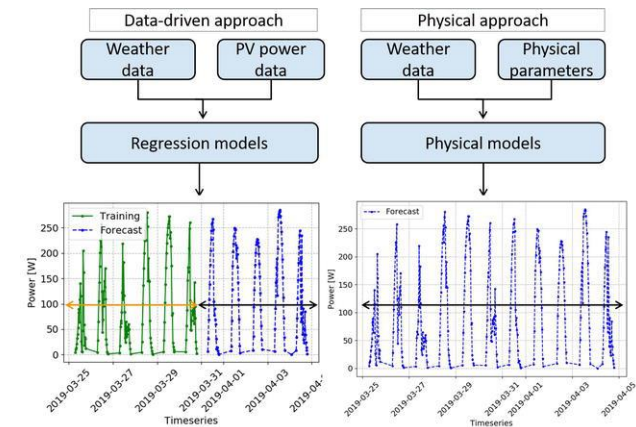 Data-driven approach
Physical approach
Weather
data
PV power
data
Weather
data
Physical
parameters
Regression models
Physical models
Training
Forecast
Power [W]
250
200
150
100
50
0
2019-03-25
2019-03-27
2019-03-29
2019-03-31
2019-04-01
2019-04-03
2019-04-
Timeseries
Forecast
Power [W]
250
200
150
100
50
0
2019-03-25
2019-03-27
2019-03-29
2019-03-31
2019-04-01
2019-04-03
2019-04-05
Timeseries